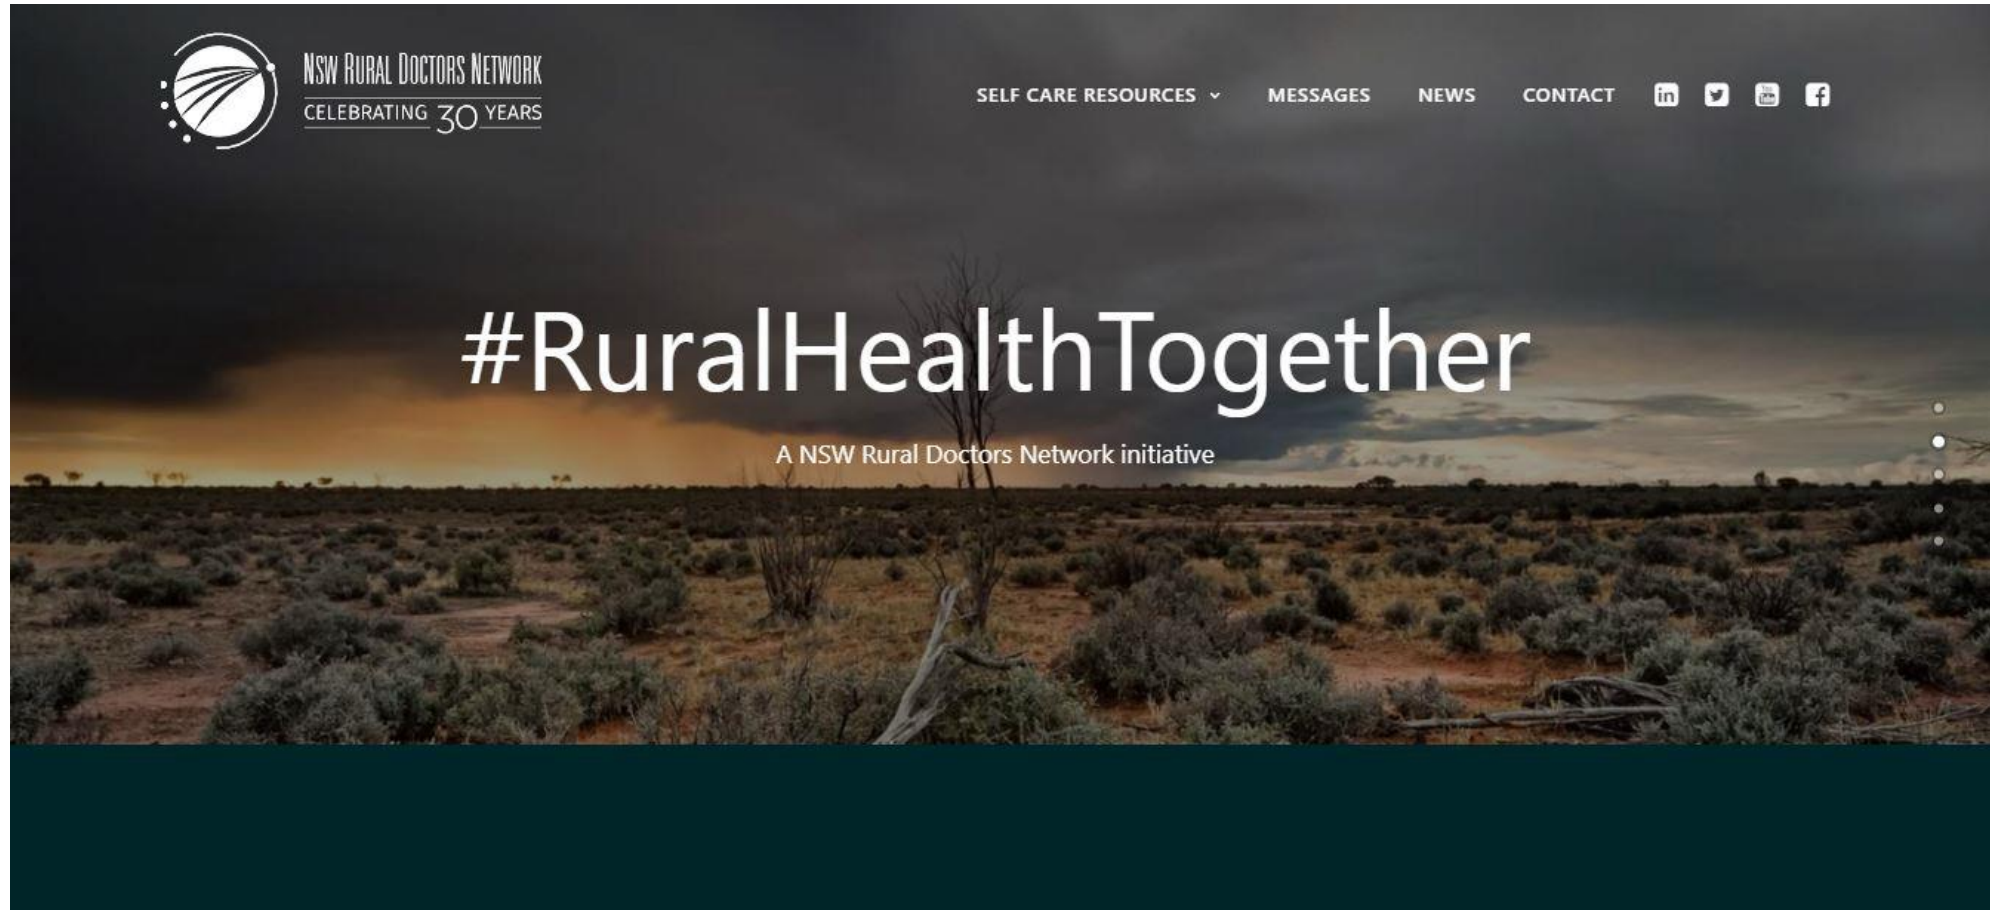 NSW RURAL DOCTORS NETWORK
CELEBRATING 30 YEARS
SELF CARE RESOURCES MESSAGES NEWS CONTACT
#RuralHealthTogether
A NSW Rural Doctors Network initiative